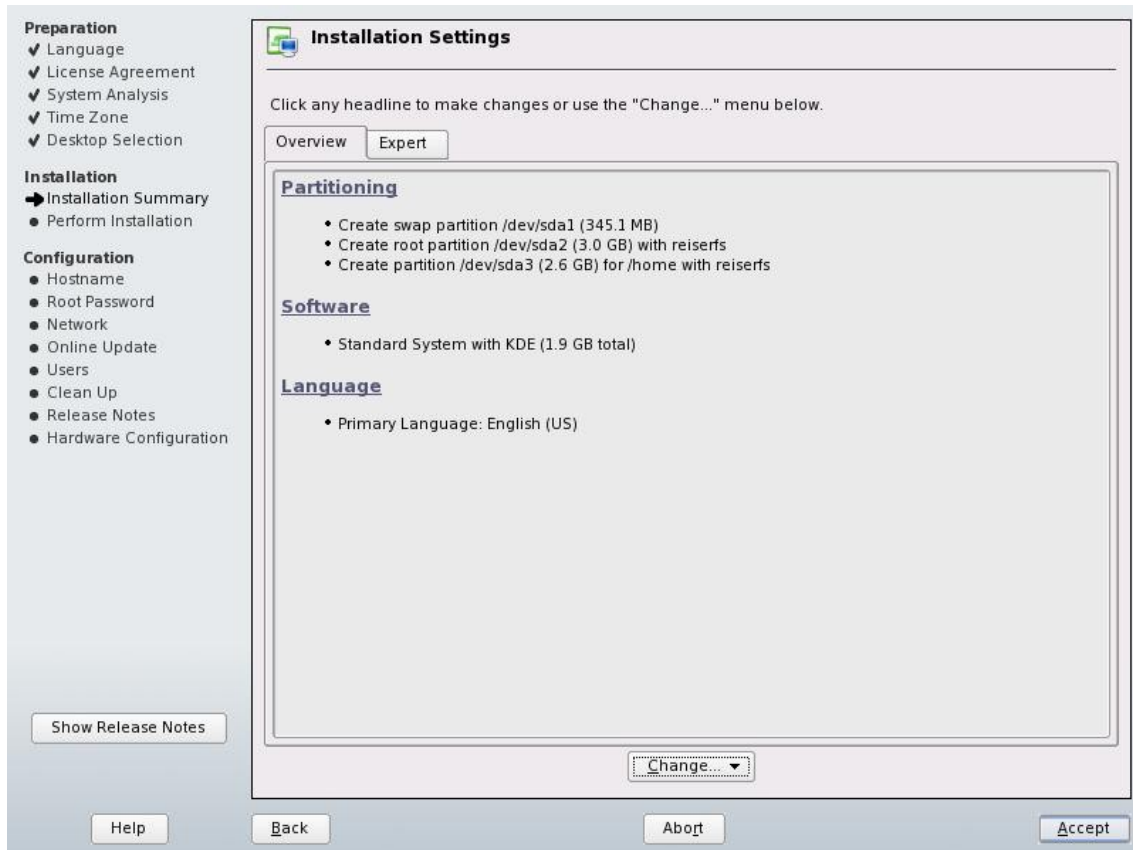 Preparation
Language
License Agreement
System Analysis
Time Zone
Desktop Selection
Installation
Installation Summary
Perform Installation
Configuration
Hostname
Root Password
Network
Online Update
Users
Clean Up
Release Notes
Hardware Configuration
Show Release Notes
Installation Settings
Click any headline to make changes or use the "Change..." menu below.
Overview
Expert
Partitioning
• Create swap partition /dev/sda1 (345.1 MB)
• Create root partition /dev/sda2 (3.0 GB) with reiserfs
• Create partition /dev/sda3 (2.6 GB) for /home with reiserfs
Software
• Standard System with KDE (1.9 GB total)
Language
• Primary Language: English (US)
Change...
Help
Back
Abort
Accept